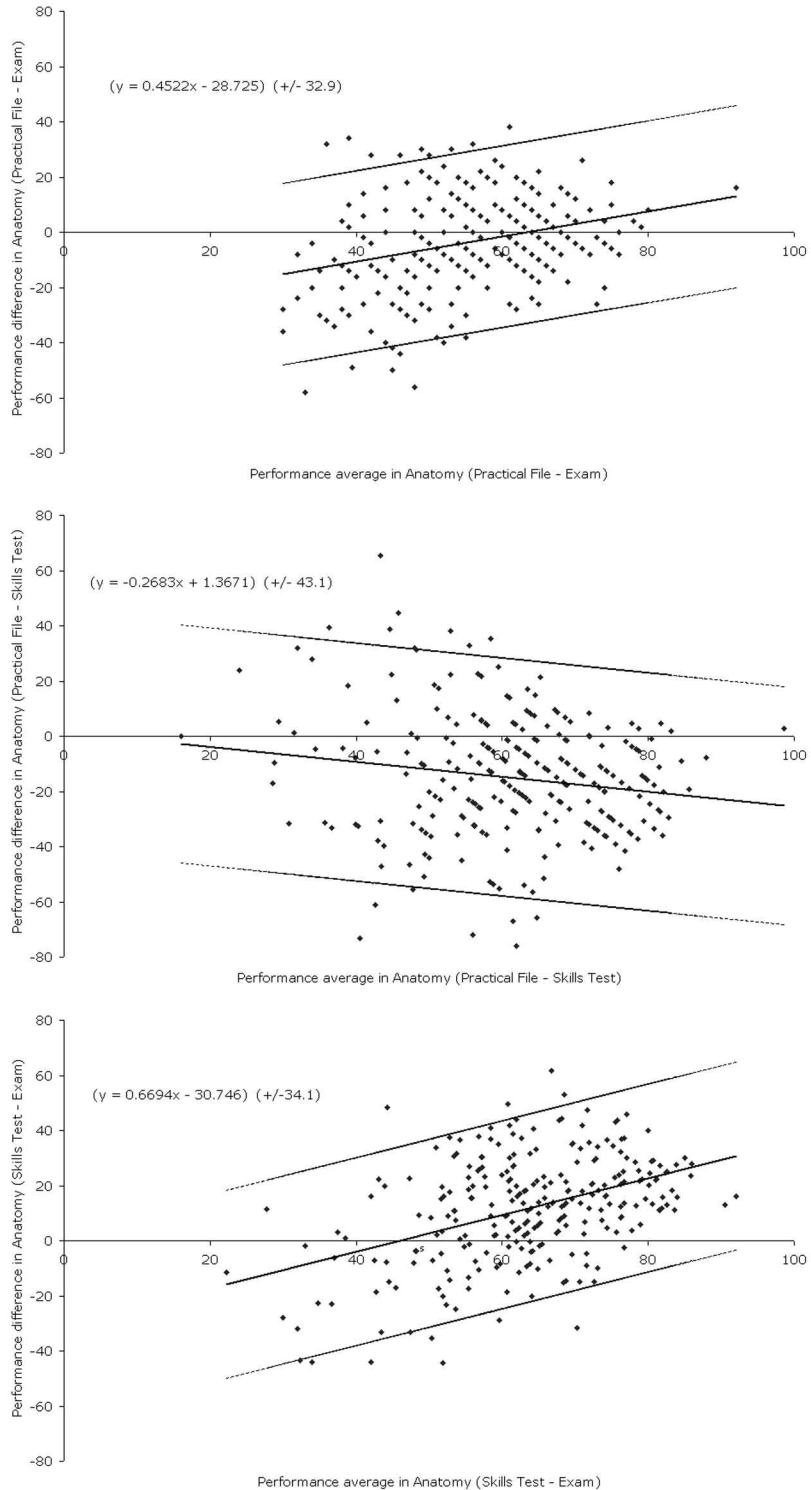 80
60
(y = 0.4522x - 28.725) (+/- 32.9)
40
20
0
0 20 40 60 80 100
-20
-40
-60
-80
Performance difference in Anatomy (Practical File - Exam)
Performance average in Anatomy (Practical File - Exam)
80
60
(y = -0.2683x + 1.3671) (+/- 43.1)
40
20
0
0 20 40 60 80 100
-20
-40
-60
-80
Performance difference in Anatomy (Practical File - Skills Test)
Performance average in Anatomy (Practical File - Skills Test)
80
60
(y = 0.6694x - 30.746) (+/-34.1)
40
20
0
s
0 20 40 60 80 100
-20
-40
-60
-80
Performance difference in Anatomy (Skills Test - Exam)
Performance average in Anatomy (Skills Test - Exam)